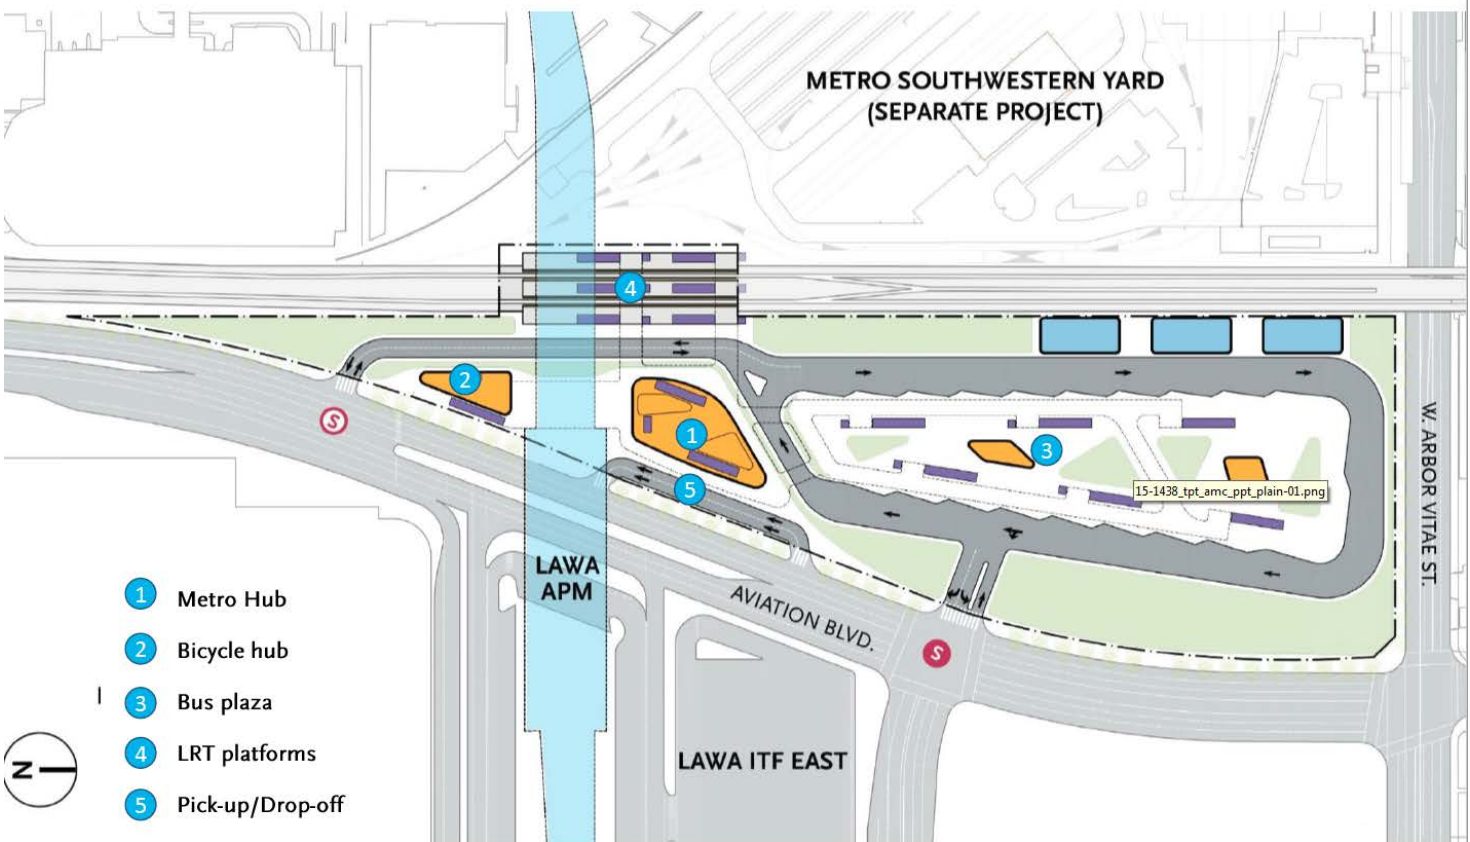 METRO SOUTHWESTERN YARD
(SEPARATE PROJECT)
4
2
S
1
3
5
15-1438_tpt_amc_ppt_plain-01.png
W. ARBOR VITAE ST.
LAWA
APM
AVIATION BLVD.
S
LAWA ITF EAST
1 Metro Hub
2 Bicycle hub
3 Bus plaza
4 LRT platforms
5 Pick-up/Drop-off
N